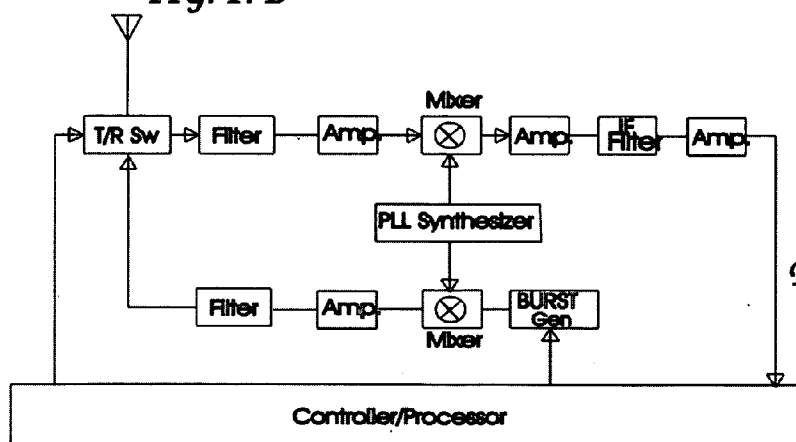 Mixer
T/R Sw
Filter
Amp.
Amp.
IF
Filter
Amp.
PLL Synthesizer
Filter
Amp.
BURST
Gen
Mixer
Controller/Processor